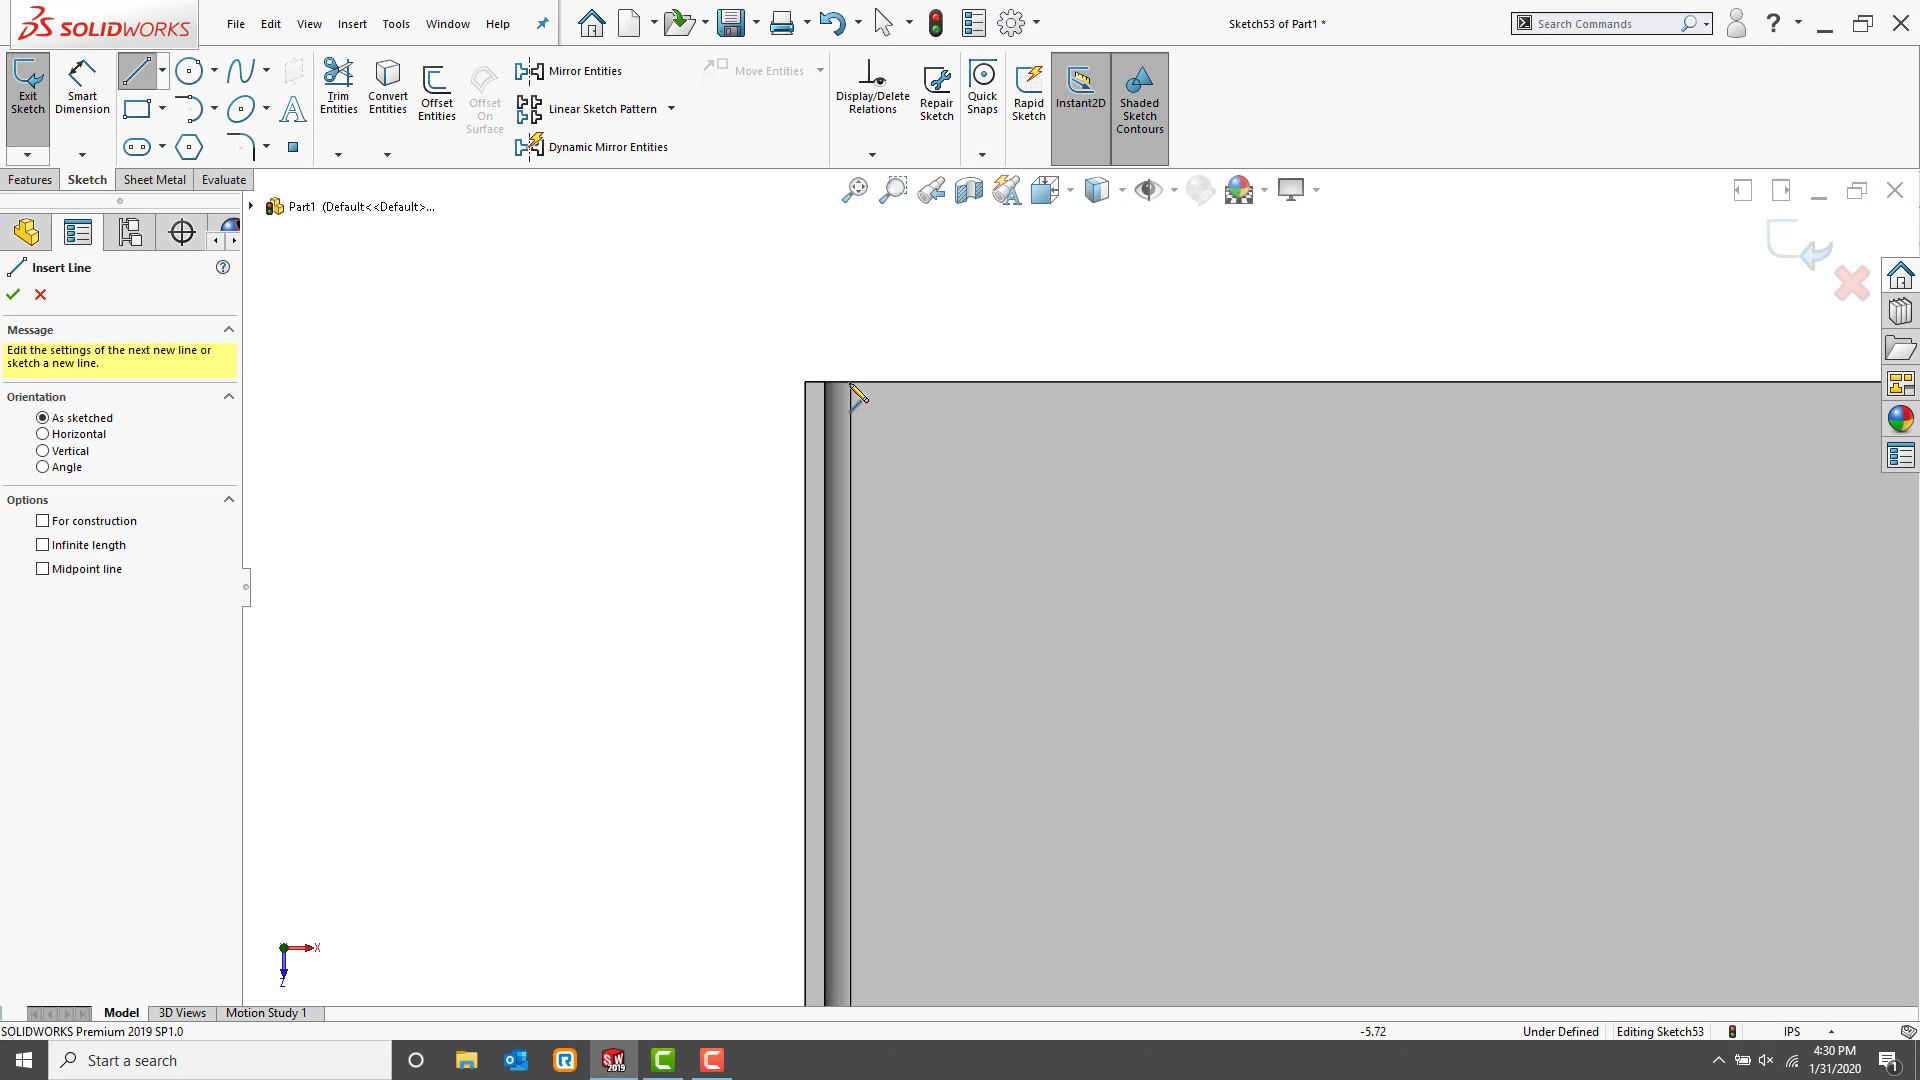 SOLIDWORKS
File Edit View Insert Tools Window Help
Sketch53 of Part1 *
Search Commands
Exit Sketch
Smart Dimension
Trim Entities
Convert Entities
Offset Entities
Offset On Surface
Mirror Entities
Linear Sketch Pattern
Dynamic Mirror Entities
Move Entities
Display/Delete Relations
Repair Sketch
Quick Snaps
Rapid Sketch
Instant2D
Shaded Sketch Contours
Features Sketch Sheet Metal Evaluate
Part1 (Default<<Default>...
Insert Line
Message
Edit the settings of the next new line or
sketch a new line.
Orientation
As sketched
Horizontal
Vertical
Angle
Options
For construction
Infinite length
Midpoint line
X
Z
Model 3D Views Motion Study 1
SOLIDWORKS Premium 2019 SP1.0
-5.72 Under Defined Editing Sketch53 IPS
Start a search
SW 2019
4:30 PM
1/31/2020
1